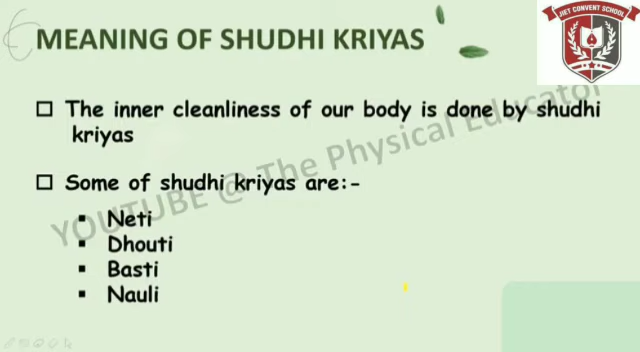 MEANING OF SHUDHI KRIYAS
JIET CONVENT SCHOOL
The inner cleanliness of our body is done by shudhi
kriyas
Some of shudhi kriyas are:-
Neti
Dhouti
Basti
Nauli
YOUTUBE @ The Physical Educator